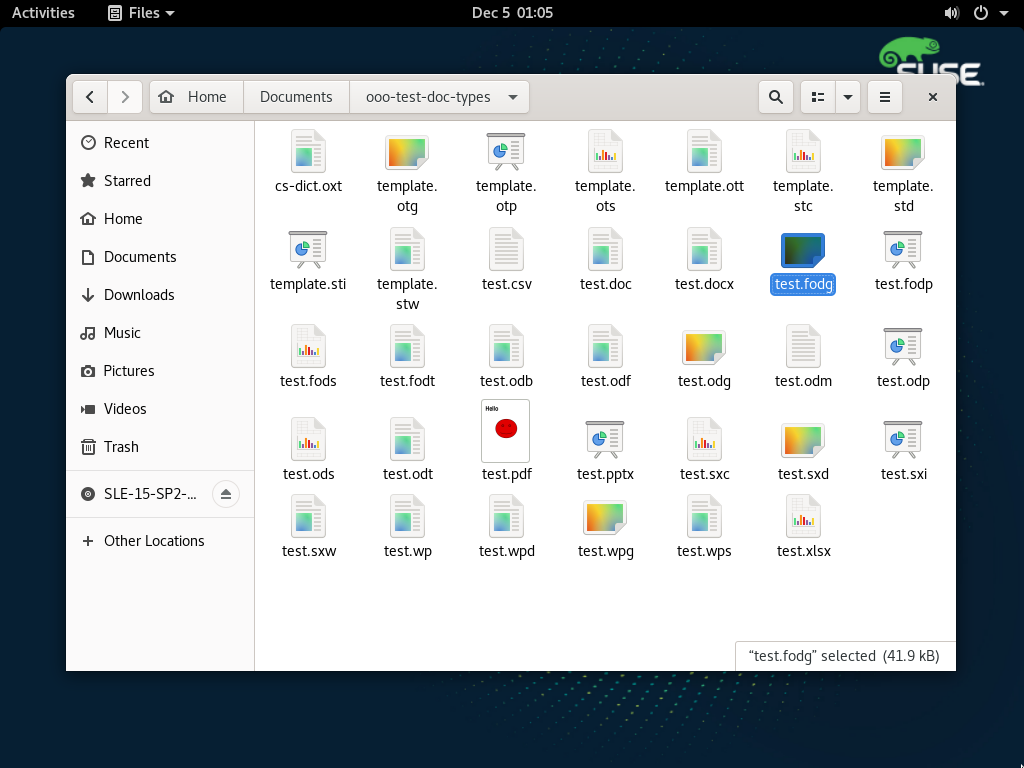 Activities Files Dec 5 01:05
SUSE
Home Documents ooo-test-doc-types
Recent
Starred
Home
Documents
Downloads
Music
Pictures
Videos
Trash
SLE-15-SP2-...
Other Locations
cs-dict.oxt
template.
otg
template.
otp
template.
ots
template.ott
template.
stc
template.
std
template.sti
template.
stw
test.csv
test.doc
test.docx
test.fodg
test.fodp
test.fods
test.fodt
test.odb
test.odf
test.odg
test.odm
test.odp
Hello
test.ods
test.odt
test.pdf
test.pptx
test.sxc
test.sxd
test.sxi
test.sxw
test.wp
test.wpd
test.wpg
test.wps
test.xlsx
“test.fodg” selected (41.9 kB)